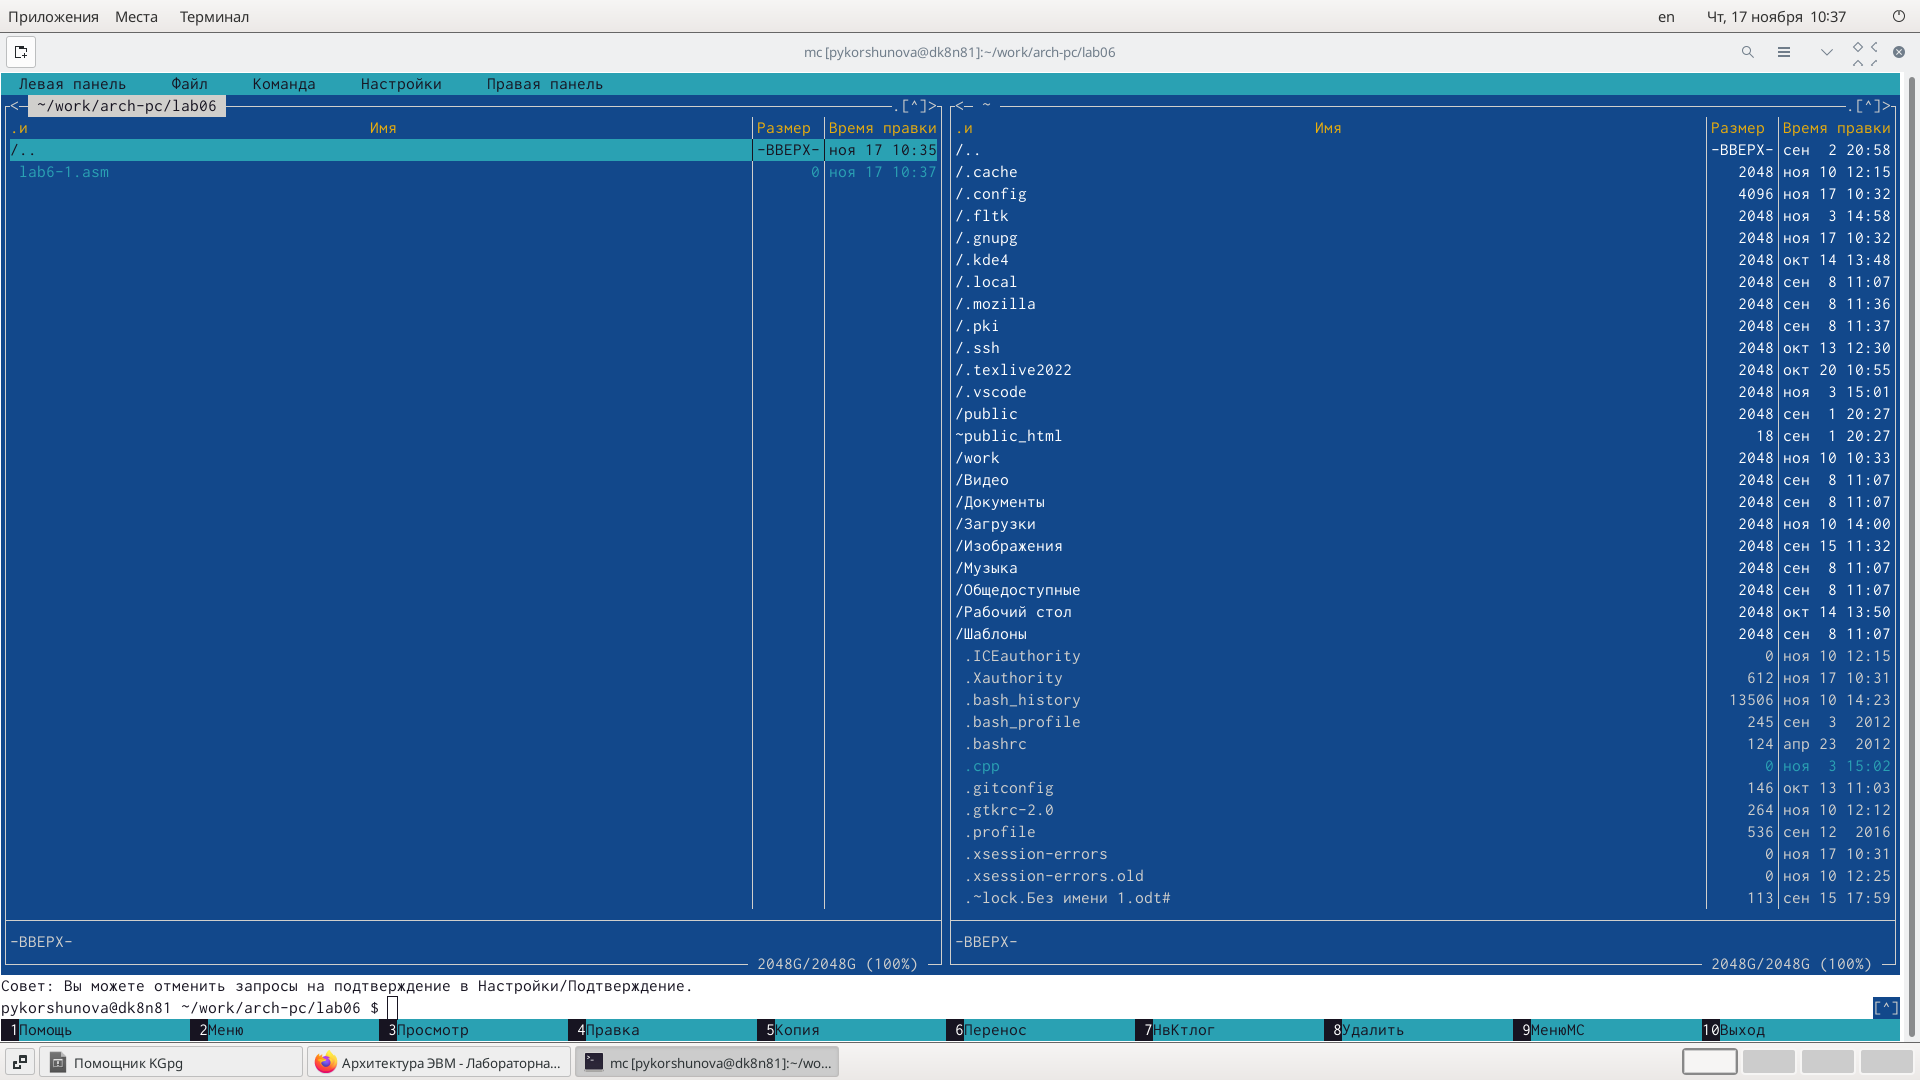 Приложения Места Терминал en Чт, 17 ноября 10:37
mc [pykorshunova@dk8n81]:~/work/arch-pc/lab06
Левая панель Файл Команда Настройки Правая панель
<— ~/work/arch-pc/lab06 .[^]>
.и Имя Размер Время правки
/.. -ВВЕРХ- ноя 17 10:35
lab6-1.asm 0 ноя 17 10:37
-ВВЕРХ-
2048G/2048G (100%)
<— ~ .[^]>
.и Имя Размер Время правки
/.. -ВВЕРХ- сен 2 20:58
/.cache 2048 ноя 10 12:15
/.config 4096 ноя 17 10:32
/.fltk 2048 ноя 3 14:58
/.gnupg 2048 ноя 17 10:32
/.kde4 2048 окт 14 13:48
/.local 2048 сен 8 11:07
/.mozilla 2048 сен 8 11:36
/.pki 2048 сен 8 11:37
/.ssh 2048 окт 13 12:30
/.texlive2022 2048 окт 20 10:55
/.vscode 2048 ноя 3 15:01
/public 2048 сен 1 20:27
~public_html 18 сен 1 20:27
/work 2048 ноя 10 10:33
/Видео 2048 сен 8 11:07
/Документы 2048 сен 8 11:07
/Загрузки 2048 ноя 10 14:00
/Изображения 2048 сен 15 11:32
/Музыка 2048 сен 8 11:07
/Общедоступные 2048 сен 8 11:07
/Рабочий стол 2048 окт 14 13:50
/Шаблоны 2048 сен 8 11:07
.ICEauthority 0 ноя 10 12:15
.Xauthority 612 ноя 17 10:31
.bash_history 13506 ноя 10 14:23
.bash_profile 245 сен 3 2012
.bashrc 124 апр 23 2012
.cpp 0 ноя 3 15:02
.gitconfig 146 окт 13 11:03
.gtkrc-2.0 264 ноя 10 12:12
.profile 536 сен 12 2016
.xsession-errors 0 ноя 17 10:31
.xsession-errors.old 0 ноя 10 12:25
.~lock.Без имени 1.odt# 113 сен 15 17:59
-ВВЕРХ-
2048G/2048G (100%)
Совет: Вы можете отменить запросы на подтверждение в Настройки/Подтверждение.
pykorshunova@dk8n81 ~/work/arch-pc/lab06 $ [^]
1Помощь 2Меню 3Просмотр 4Правка 5Копия 6Перенос 7НвКтлог 8Удалить 9МенюМС 10Выход
Помощник KGpg Архитектура ЭВМ - Лабораторна... mc [pykorshunova@dk8n81]:~/wo...